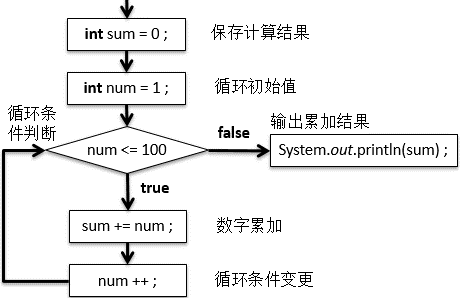 int sum = 0 ;
保存计算结果
int num = 1 ;
循环初始值
循环条
件判断
num <= 100
false
输出累加结果
System.out.println(sum) ;
true
sum += num ;
数字累加
num ++ ;
循环条件变更